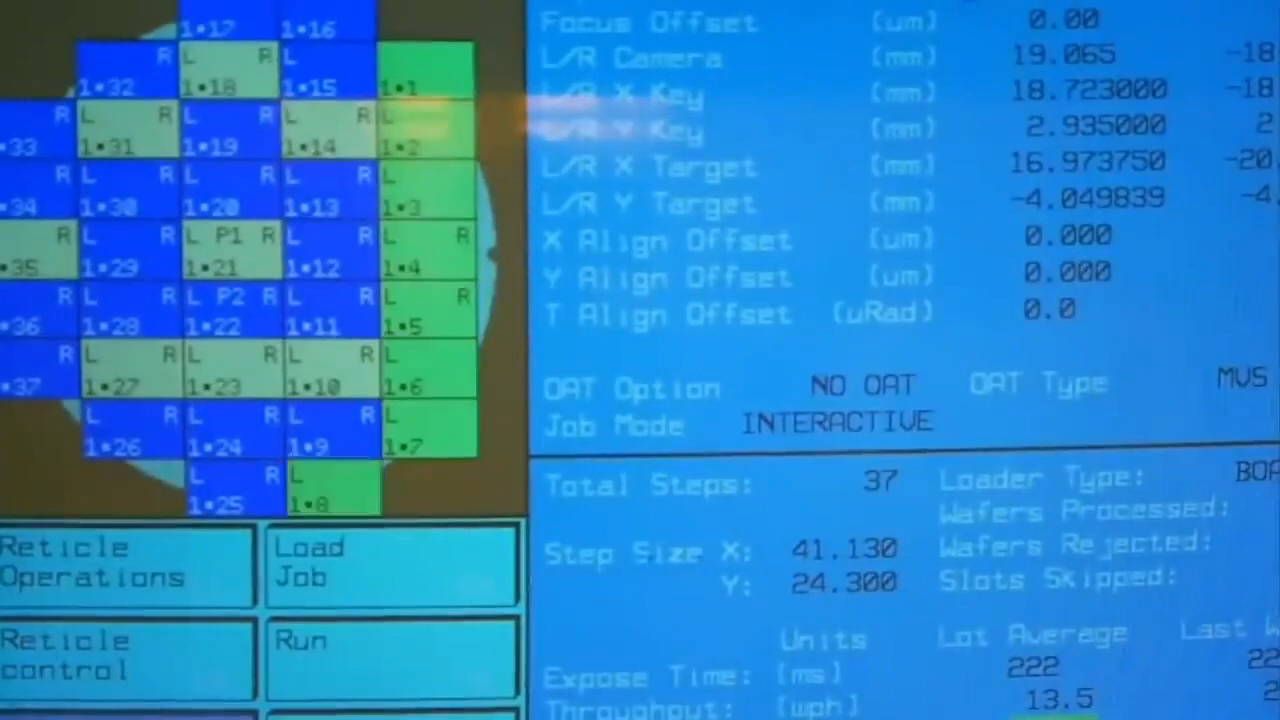 1•17 1•16
R L R L
1•32 1•18 1•15 1•1
R L R L R L R L
•33 1•31 1•19 1•14 1•2
R L R L R L R L
•34 1•30 1•20 1•13 1•3
R L R L P1 R L R L R
•35 1•29 1•21 1•12 1•4
R L R L P2 R L R L R
•36 1•28 1•22 1•11 1•5
R L R L R L R L
•37 1•27 1•23 1•10 1•6
L R L R L R L
1•26 1•24 1•9 1•7
L R L
1•25 1•8
Reticle Operations
Load Job
Reticle control
Run
Focus Offset (um) 0.00
L/R Camera (mm) 19.065 -18
L/R X Key (mm) 18.723000 -18
Key (mm) 2.935000 2
L/R X Target (mm) 16.973750 -20
L/R Y Target (mm) -4.049839 -4.
X Align Offset (um) 0.000
Y Align Offset (um) 0.000
T Align Offset (uRad) 0.0
OAT Option NO OAT OAT Type MVS
Job Mode INTERACTIVE
Total Steps: 37 Loader Type:
Wafers Processed:
Step Size X: 41.130 Wafers Rejected:
Y: 24.300 Slots Skipped:
Units Lot Average Last
Expose Time: [ms] 222 22
Throughput: [wph] 13.5